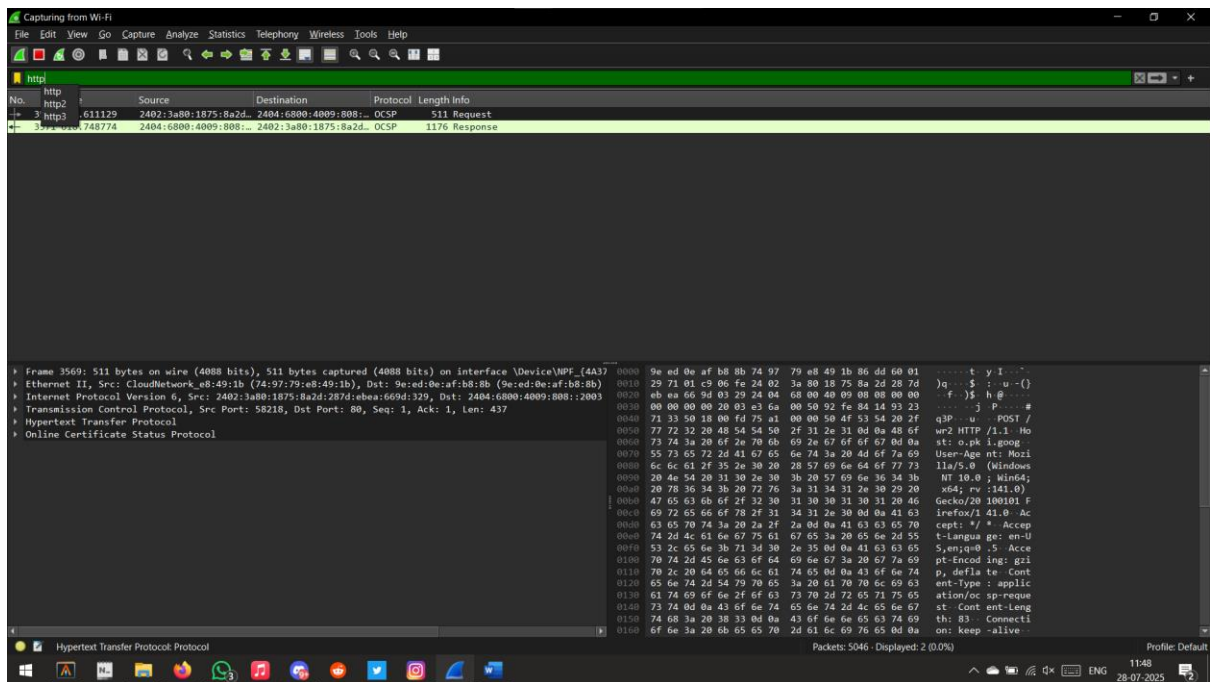 Capturing from Wi-Fi
File Edit View Go Capture Analyze Statistics Telephony Wireless Tools Help
http
http
http2
http3
No. Source Destination Protocol Length Info
.611129 2402:3a80:1875:8a2d… 2404:6800:4009:808:… OCSP 511 Request
.748774 2404:6800:4009:808:… 2402:3a80:1875:8a2d… OCSP 1176 Response
Frame 3569: 511 bytes on wire (4088 bits), 511 bytes captured (4088 bits) on interface \Device\NPF_{4A37
Ethernet II, Src: CloudNetwork_e8:49:1b (74:97:79:e8:49:1b), Dst: 9e:ed:0e:af:b8:8b (9e:ed:0e:af:b8:8b)
Internet Protocol Version 6, Src: 2402:3a80:1875:8a2d:287d:ebea:669d:329, Dst: 2404:6800:4009:808::2003
Transmission Control Protocol, Src Port: 58218, Dst Port: 80, Seq: 1, Ack: 1, Len: 437
Hypertext Transfer Protocol
Online Certificate Status Protocol
0000 9e ed 0e af b8 8b 74 97 79 e8 49 1b 86 dd 60 01 ······t· y·I···`·
0010 29 71 01 c9 06 fe 24 02 3a 80 18 75 8a 2d 28 7d )q····$· :··u·-(}
0020 eb ea 66 9d 03 29 24 04 68 00 40 09 08 08 00 00 ··f··)$· h·@·····
0030 00 00 00 00 20 03 e3 6a 00 50 92 fe 84 14 93 23 ···· ··j ·P·····#
0040 71 33 50 18 00 fd 75 a1 00 00 50 4f 53 54 20 2f q3P···u· ··POST /
0050 77 72 32 20 48 54 54 50 2f 31 2e 31 0d 0a 48 6f wr2 HTTP /1.1··Ho
0060 73 74 3a 20 6f 2e 70 6b 69 2e 67 6f 6f 67 0d 0a st: o.pk i.goog··
0070 55 73 65 72 2d 41 67 65 6e 74 3a 20 4d 6f 7a 69 User-Age nt: Mozi
0080 6c 6c 61 2f 35 2e 30 20 28 57 69 6e 64 6f 77 73 lla/5.0 (Windows
0090 20 4e 54 20 31 30 2e 30 3b 20 57 69 6e 36 34 3b NT 10.0 ; Win64;
00a0 20 78 36 34 3b 20 72 76 3a 31 34 31 2e 30 29 20 x64; rv :141.0)
00b0 47 65 63 6b 6f 2f 32 30 31 30 30 31 30 31 20 46 Gecko/20 100101 F
00c0 69 72 65 66 6f 78 2f 31 34 31 2e 30 0d 0a 41 63 irefox/1 41.0··Ac
00d0 63 65 70 74 3a 20 2a 2f 2a 0d 0a 41 63 63 65 70 cept: */ *··Accep
00e0 74 2d 4c 61 6e 67 75 61 67 65 3a 20 65 6e 2d 55 t-Langua ge: en-U
00f0 53 2c 65 6e 3b 71 3d 30 2e 35 0d 0a 41 63 63 65 S,en;q=0 .5··Acce
0100 70 74 2d 45 6e 63 6f 64 69 6e 67 3a 20 67 7a 69 pt-Encod ing: gzi
0110 70 2c 20 64 65 66 6c 61 74 65 0d 0a 43 6f 6e 74 p, defla te··Cont
0120 65 6e 74 2d 54 79 70 65 3a 20 61 70 70 6c 69 63 ent-Type : applic
0130 61 74 69 6f 6e 2f 6f 63 73 70 2d 72 65 71 75 65 ation/oc sp-reque
0140 73 74 0d 0a 43 6f 6e 74 65 6e 74 2d 4c 65 6e 67 st··Cont ent-Leng
0150 74 68 3a 20 38 33 0d 0a 43 6f 6e 6e 65 63 74 69 th: 83·· Connecti
0160 6f 6e 3a 20 6b 65 65 70 2d 61 6c 69 76 65 0d 0a on: keep -alive··
Hypertext Transfer Protocol: Protocol Packets: 5046 · Displayed: 2 (0.0%) Profile: Default
ENG 11:48
28-07-2025